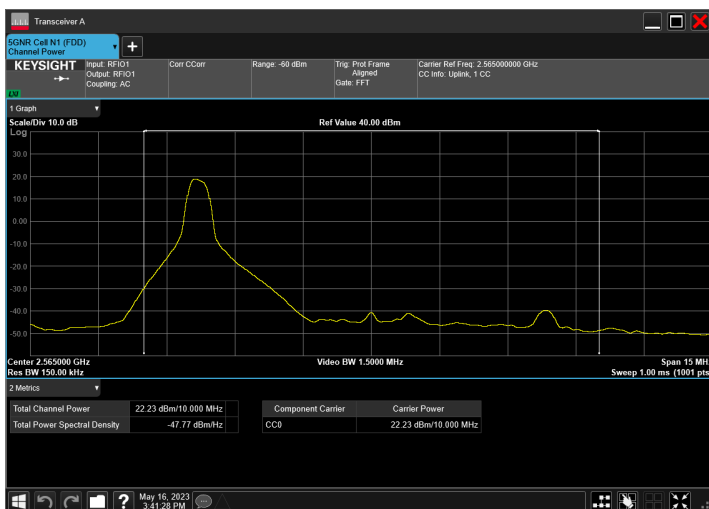 Transceiver A
5GNR Cell N1 (FDD)
Channel Power
KEYSIGHT
Input: RFIO1
Output: RFIO1
Coupling: AC
Corr CCorr
Range: -60 dBm
Trig: Prot Frame
Aligned
Gate: FFT
Carrier Ref Freq: 2.565000000 GHz
CC Info: Uplink, 1 CC
LXI
1 Graph
Scale/Div 10.0 dB
Ref Value 40.00 dBm
Log
30.0
20.0
10.0
0.00
-10.0
-20.0
-30.0
-40.0
-50.0
Center 2.565000 GHz
Video BW 1.5000 MHz
Span 15 MH
Res BW 150.00 kHz
Sweep 1.00 ms (1001 pts
2 Metrics
Total Channel Power 22.23 dBm/10.000 MHz
Total Power Spectral Density -47.77 dBm/Hz
Component Carrier Carrier Power
CC0 22.23 dBm/10.000 MHz
May 16, 2023
3:41:28 PM